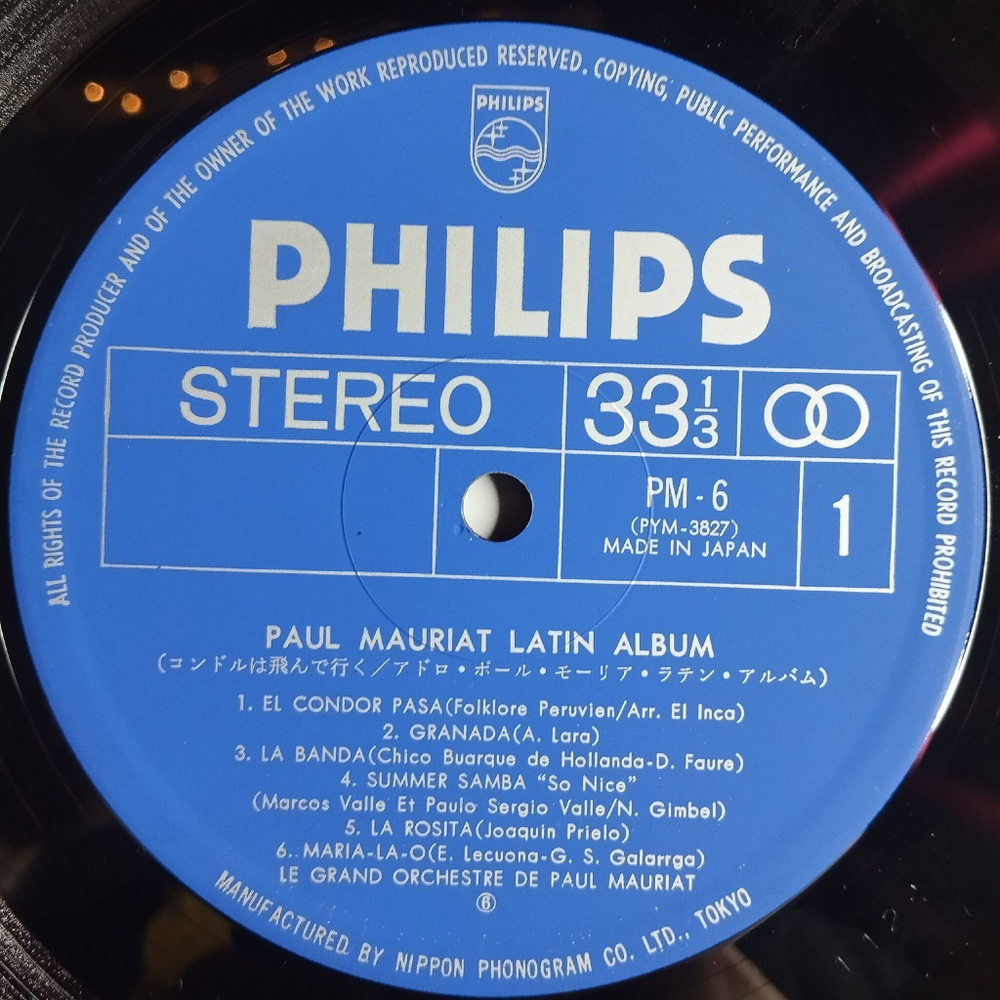 ALL RIGHTS OF THE RECORD PRODUCER AND OF THE OWNER OF THE WORK REPRODUCED RESERVED. COPYING, PUBLIC PERFORMANCE AND BROADCASTING OF THIS RECORD PROHIBITED
PHILIPS
PHILIPS
STEREO
33 1/3
PM-6
(PYM-3827)
MADE IN JAPAN
1
PAUL MAURIAT LATIN ALBUM
(コンドルは飛んで行く/アドロ・ポール・モーリア・ラテン・アルバム)
1. EL CONDOR PASA(Folklore Peruvien/Arr. El Inca)
2. GRANADA(A. Lara)
3. LA BANDA(Chico Buarque de Hollanda-D. Faure)
4. SUMMER SAMBA "So Nice"
(Marcos Valle Et Paulo Sergio Valle/N. Gimbel)
5. LA ROSITA(Joaquin Prielo)
6. MARIA-LA-O(E. Lecuona-G. S. Galarrga)
LE GRAND ORCHESTRE DE PAUL MAURIAT
⑥
MANUFACTURED BY NIPPON PHONOGRAM CO. LTD., TOKYO